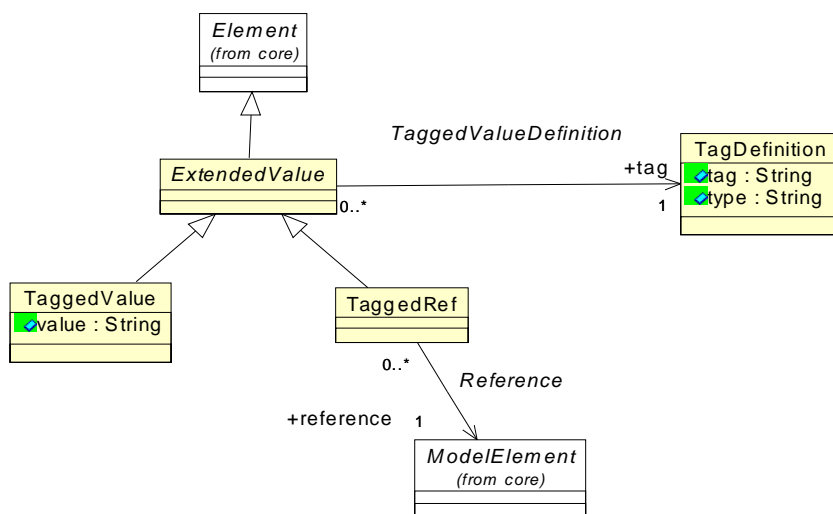 Element
(from core)
TaggedValueDefinition
TagDefinition
tag : String
type : String
ExtendedValue
+tag
0..*
1
TaggedValue
value : String
TaggedRef
0..*
Reference
+reference
1
ModelElement
(from core)